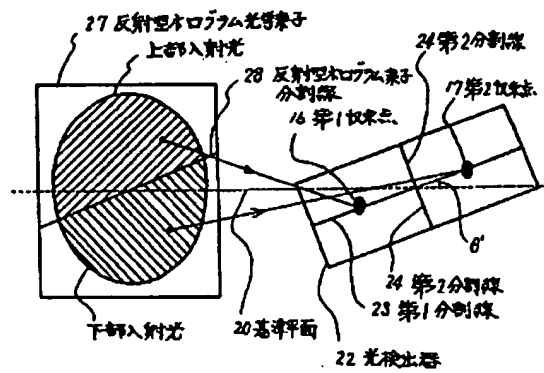 27 反射型ホログラム光学素子
上部入射光
28 反射型ホログラム素子
分割線
16 第1収束点
24 第2分割線
17 第2収束点
θ'
24 第2分割線
23 第1分割線
22 光検出器
20 基準平面
下部入射光